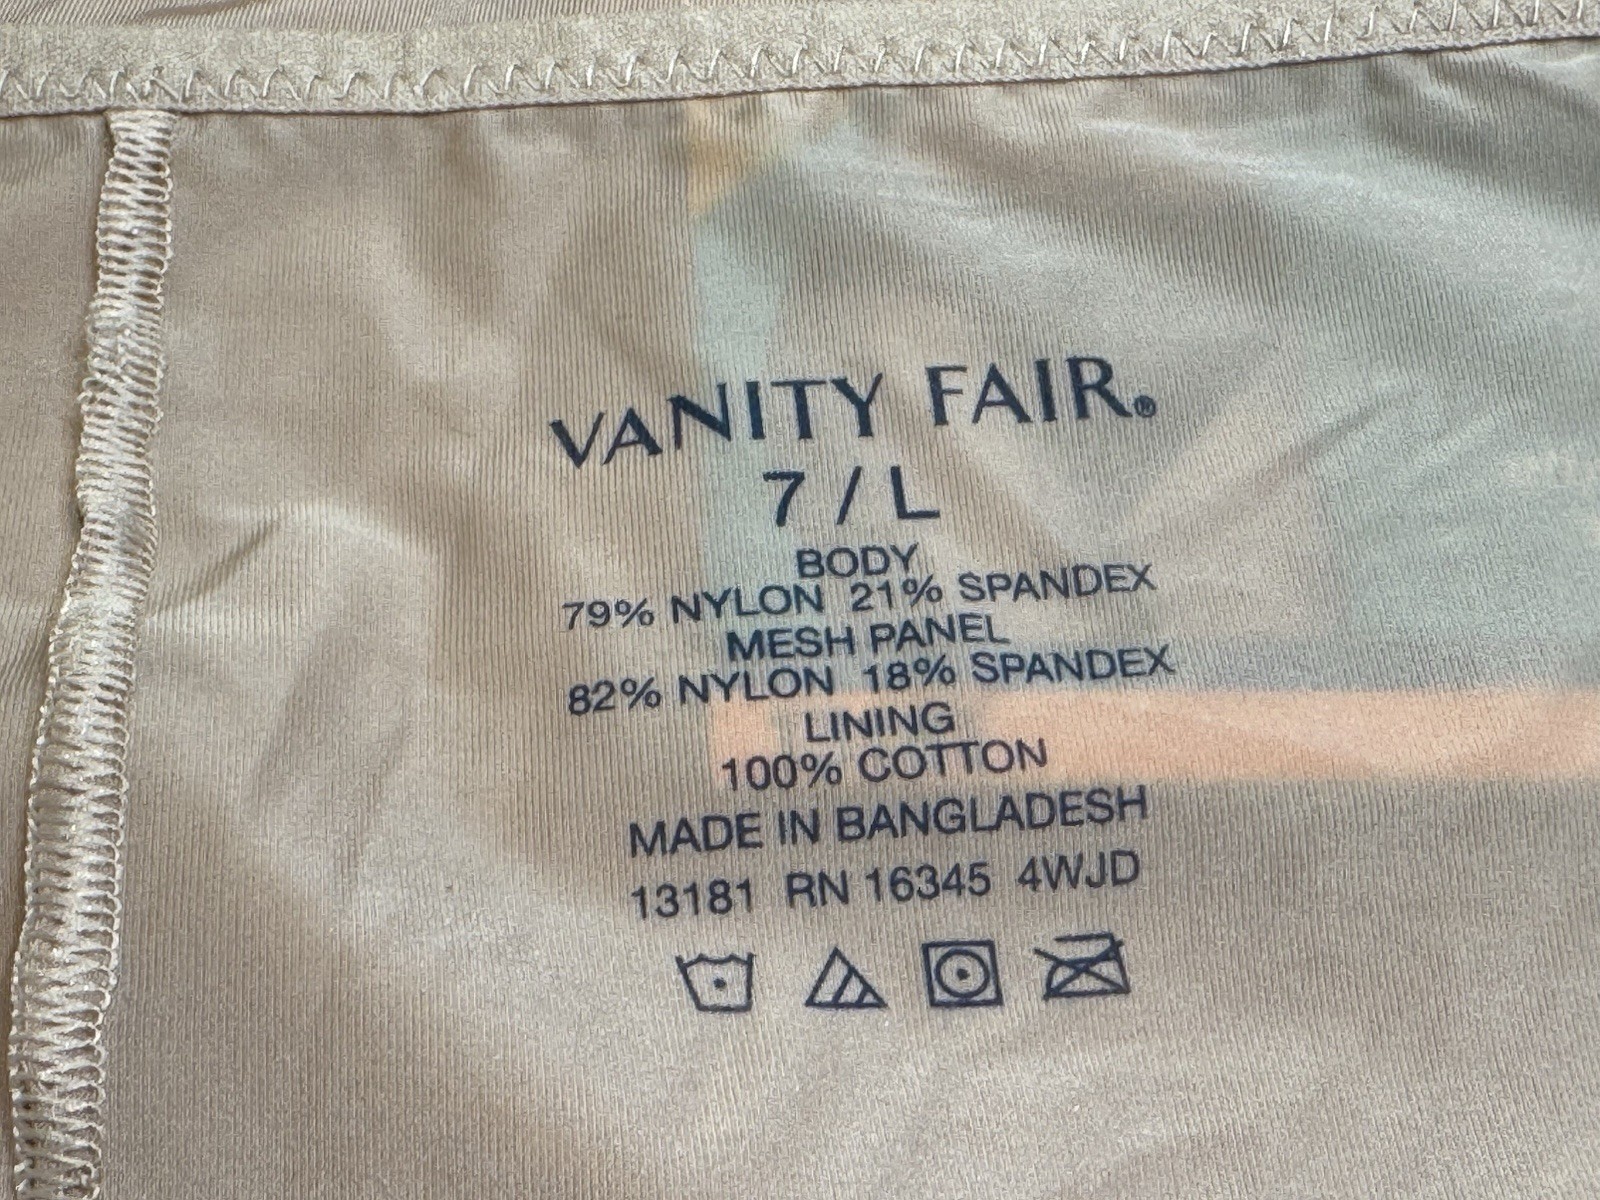 VANITY FAIR®
7 / L
BODY
79% NYLON 21% SPANDEX
MESH PANEL
82% NYLON 18% SPANDEX
LINING
100% COTTON
MADE IN BANGLADESH
13181 RN 16345 4WJD